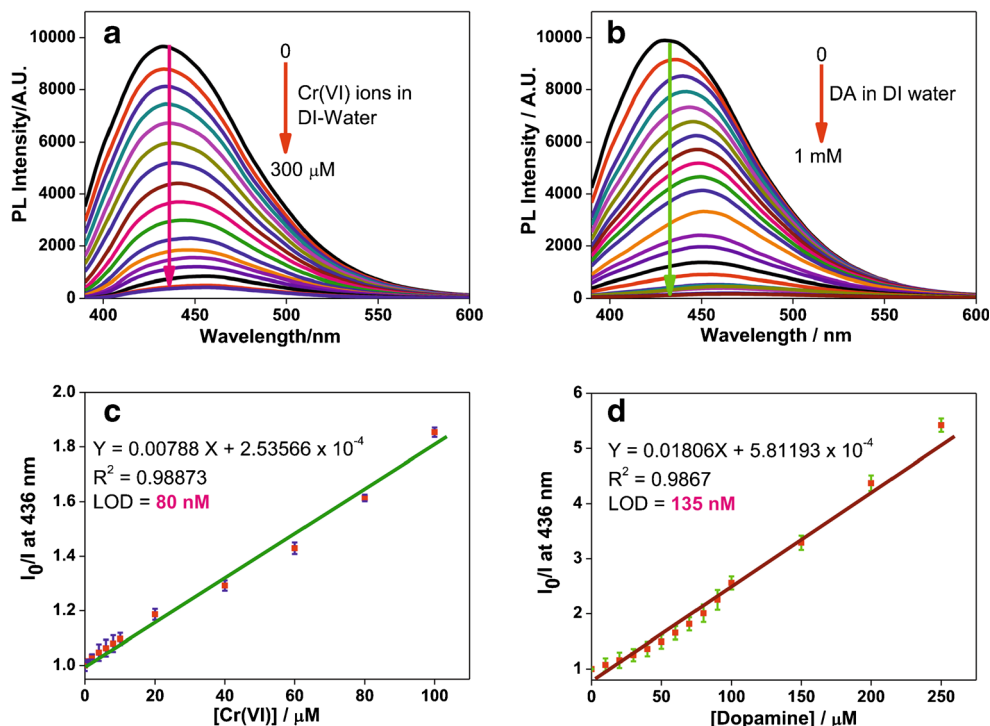 a
PL Intensity/A.U.
10000
8000
6000
4000
2000
0
0
Cr(VI) ions in
DI-Water
300 μM
400 450 500 550 600
Wavelength/nm
b
PL Intensity / A.U.
10000
8000
6000
4000
2000
0
0
DA in DI water
1 mM
400 450 500 550 600
Wavelength / nm
c
I0/I at 436 nm
2.0
1.8
1.6
1.4
1.2
1.0
Y = 0.00788 X + 2.53566 x 10-4
R2 = 0.98873
LOD = 80 nM
0 20 40 60 80 100
[Cr(VI)] / μM
d
I0/I at 436 nm
6
5
4
3
2
1
Y = 0.01806X + 5.81193 x 10-4
R2 = 0.9867
LOD = 135 nM
0 50 100 150 200 250
[Dopamine] / μM